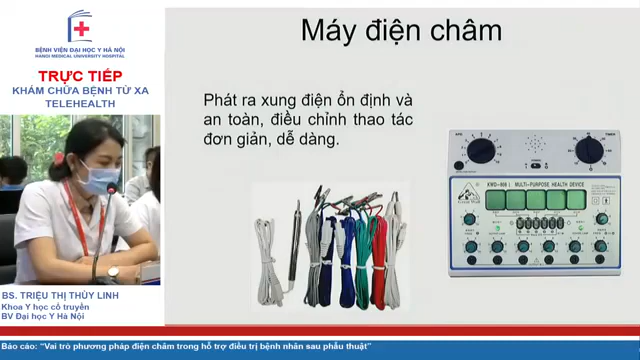 BỆNH VIỆN ĐẠI HỌC Y HÀ NỘI
HANOI MEDICAL UNIVERSITY HOSPITAL
TRỰC TIẾP
KHÁM CHỮA BỆNH TỪ XA
TELEHEALTH
Máy điện châm
Phát ra xung điện ổn định và
an toàn, điều chỉnh thao tác
đơn giản, dễ dàng.
KWD-808 I MULTI-PURPOSE HEALTH DEVICE
BS. TRIỆU THỊ THÙY LINH
Khoa Y học cổ truyền
BV Đại học Y Hà Nội
Báo cáo: "Vai trò phương pháp điện châm trong hỗ trợ điều trị bệnh nhân sau phẫu thuật"